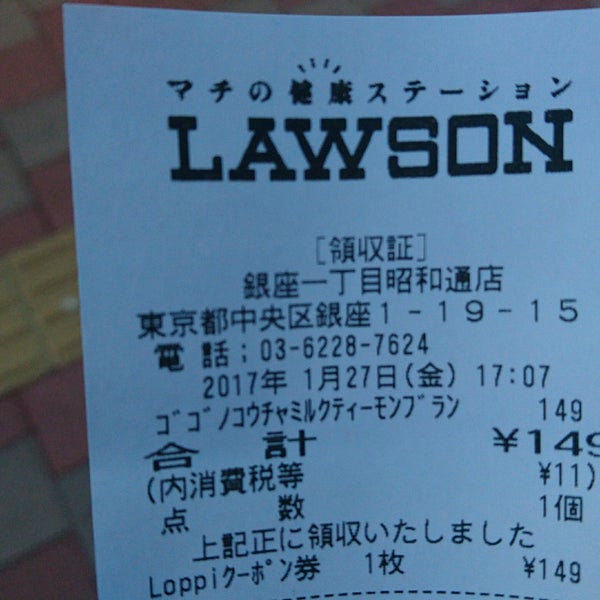 マチの健康ステーション
LAWSON
[領収証]
銀座一丁目昭和通店
東京都中央区銀座1-19-15
電話;03-6228-7624
2017年 1月27日(金) 17:07
ｺﾞｺﾞﾉｺｳﾁｬﾐﾙｸﾃｨｰﾓﾝﾌﾞﾗﾝ 149
合 計 ¥149
(内消費税等 ¥11)
点 数 1個
上記正に領収いたしました
Loppiｸｰﾎﾟﾝ券 1枚 ¥149